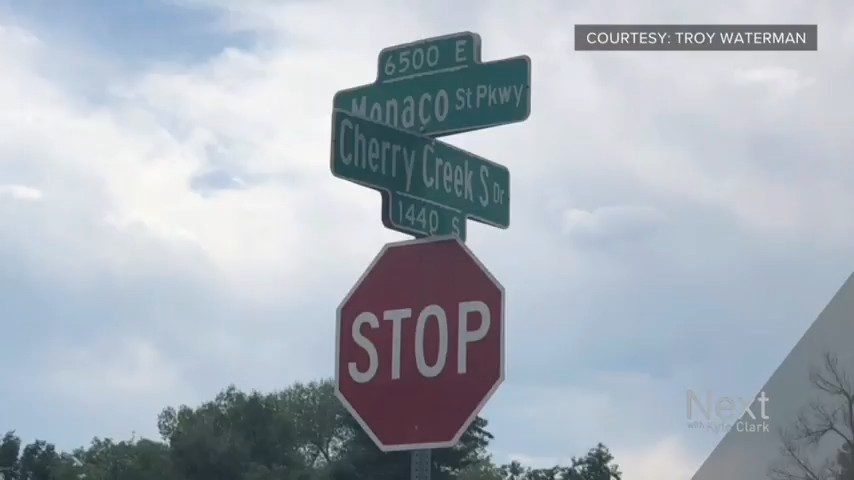 COURTESY: TROY WATERMAN
6500 E
Monaco St Pkwy
Cherry Creek S Dr
1440 S
STOP
Next
with Kyle Clark